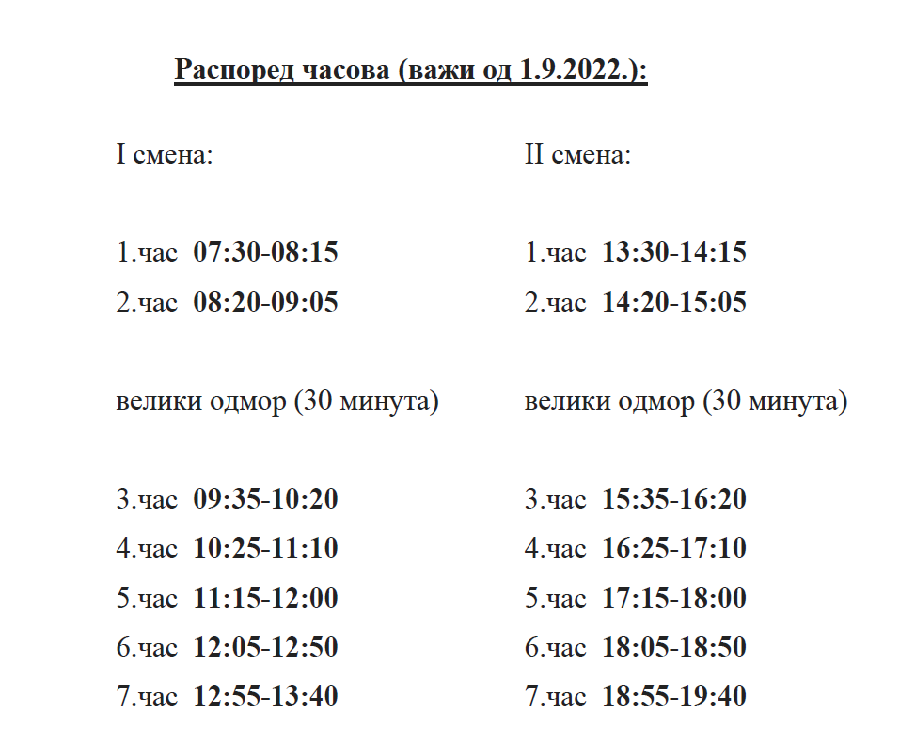 Распоред часова (важи од 1.9.2022.):
I смена:
1.час 07:30-08:15
2.час 08:20-09:05
велики одмор (30 минута)
3.час 09:35-10:20
4.час 10:25-11:10
5.час 11:15-12:00
6.час 12:05-12:50
7.час 12:55-13:40
II смена:
1.час 13:30-14:15
2.час 14:20-15:05
велики одмор (30 минута)
3.час 15:35-16:20
4.час 16:25-17:10
5.час 17:15-18:00
6.час 18:05-18:50
7.час 18:55-19:40